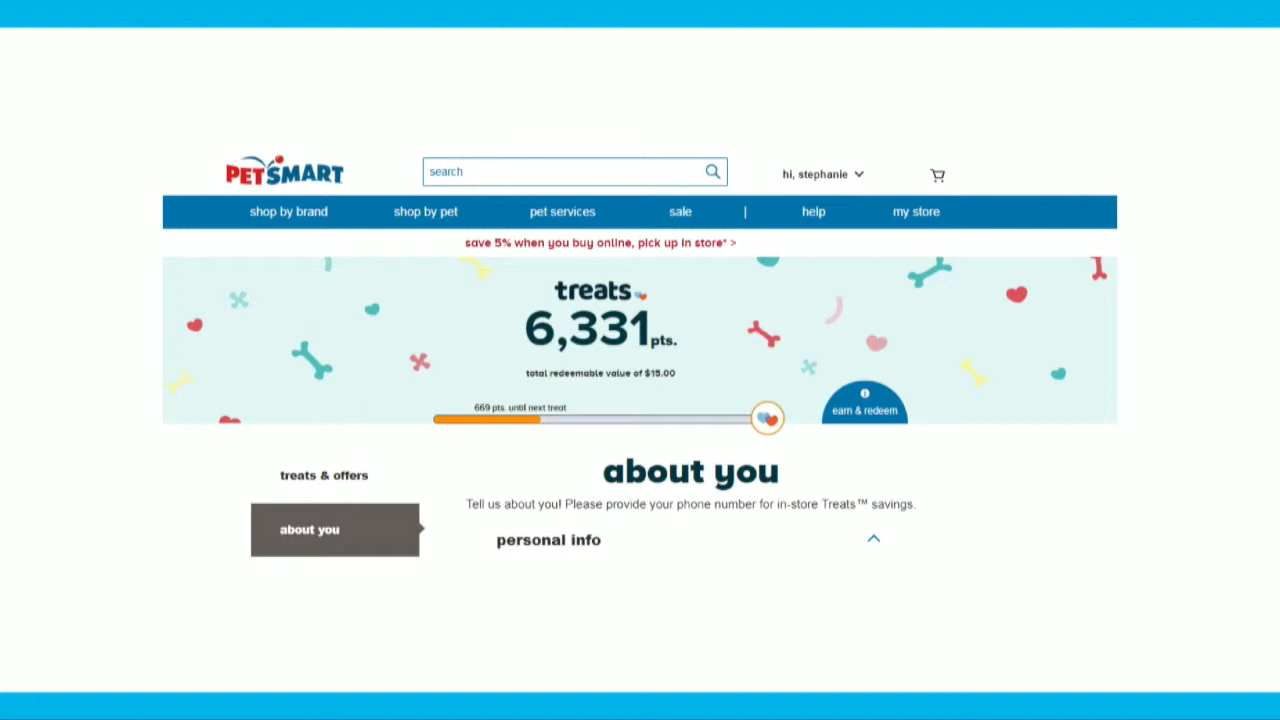 PETSMART
search
hi, stephanie
shop by brand shop by pet pet services sale | help my store
save 5% when you buy online, pick up in store* >
treats
6,331 pts.
total redeemable value of $15.00
669 pts. until next treat
earn & redeem
treats & offers
about you
about you
Tell us about you! Please provide your phone number for in-store Treats™ savings.
personal info